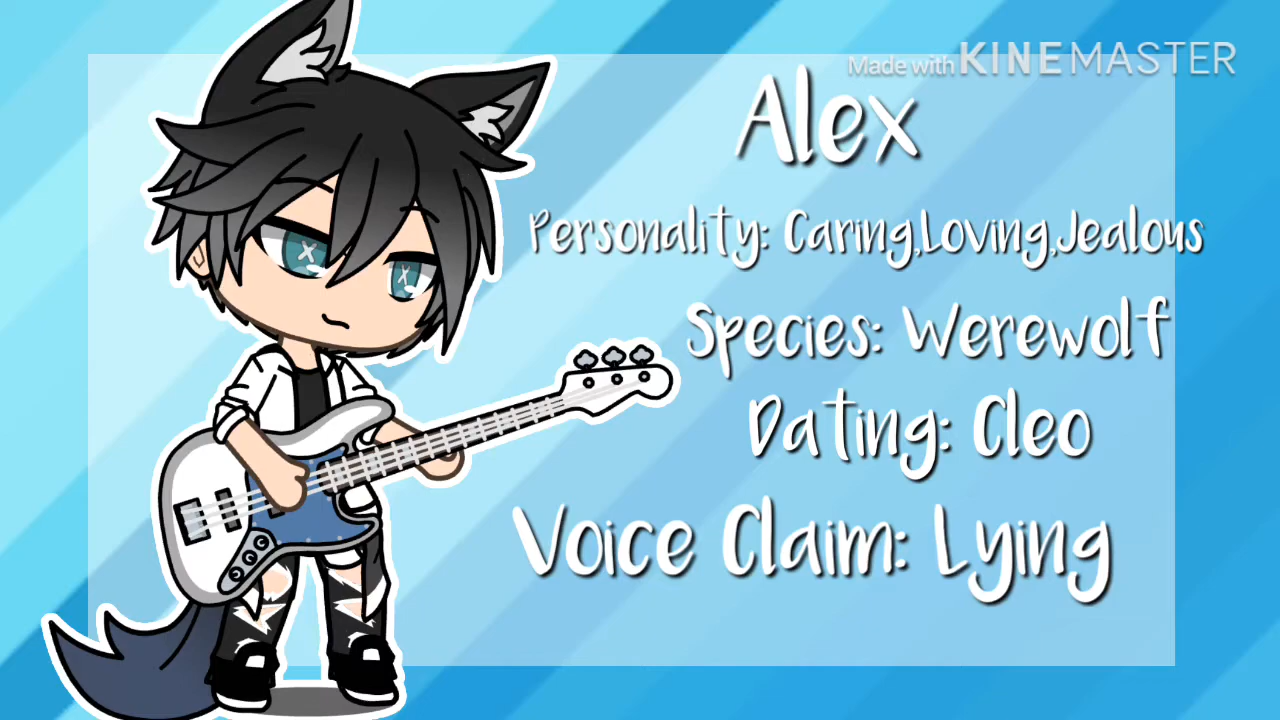 Made with KINEMASTER
Alex
Personality: Caring,Loving,Jealous
Species: Werewolf
Dating: Cleo
Voice Claim: Lying